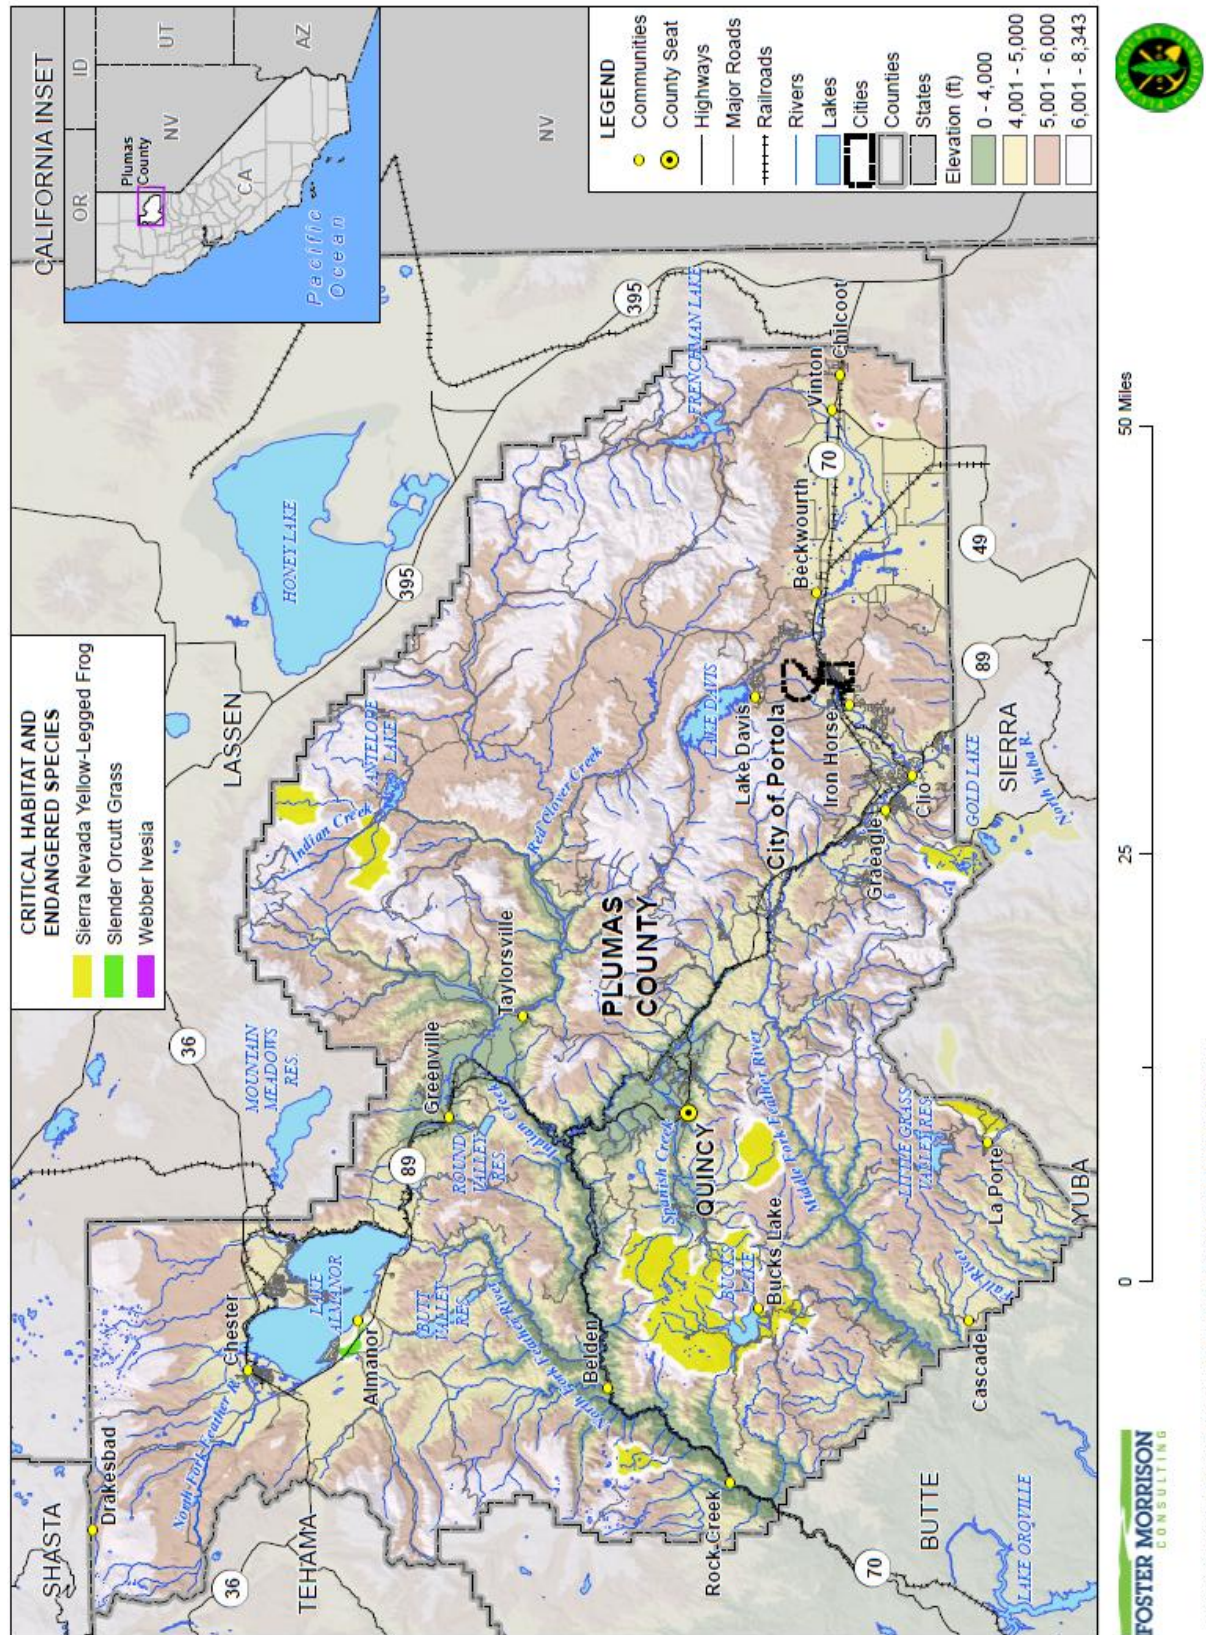 CALIFORNIA INSET
OR
ID
UT
NV
AZ
CA
Plumas
County
Pacific
Ocean
CRITICAL HABITAT AND
ENDANGERED SPECIES
Sierra Nevada Yellow-Legged Frog
Slender Orcutt Grass
Webber Ivesia
LEGEND
Communities
County Seat
Highways
Major Roads
Railroads
Rivers
Lakes
Cities
Counties
States
Elevation (ft)
0 - 4,000
4,001 - 5,000
5,001 - 6,000
6,001 - 8,343
NV
SHASTA
LASSEN
TEHAMA
BUTTE
YUBA
SIERRA
PLUMAS
COUNTY
Drakesbad
Chester
Almanor
Greenville
Taylorsville
Belden
Rock Creek
QUINCY
Bucks Lake
Cascade
La Porte
Graeagle
Clio
Iron Horse
City of Portola
Lake Davis
Beckwourth
Vinton
Chilcoot
MOUNTAIN
MEADOWS
RES.
HONEY LAKE
LAKE
ALMANOR
BUTT
VALLEY
RES.
ROUND
VALLEY
RES.
ANTELOPE
LAKE
FRENCHMAN LAKE
LAKE DAVIS
GOLD LAKE
BUCKS
LAKE
LITTLE GRASS
VALLEY RES.
LAKE OROVILLE
North Fork Feather R.
North Fork Feather River
Indian Creek
Indian Creek
Red Clover Creek
Spanish Creek
Middle Fork Feather River
Fall River
North Yuba R.
36
36
89
395
395
70
70
49
89
0
25
50 Miles
FOSTER MORRISON
CONSULTING